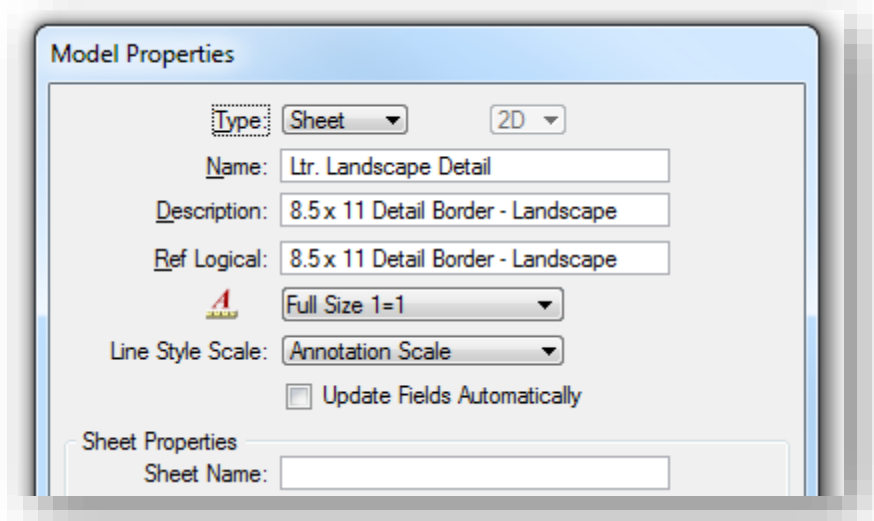 Model Properties
Type: Sheet 2D
Name: Ltr. Landscape Detail
Description: 8.5 x 11 Detail Border - Landscape
Ref Logical: 8.5 x 11 Detail Border - Landscape
A Full Size 1=1
Line Style Scale: Annotation Scale
Update Fields Automatically
Sheet Properties
Sheet Name: